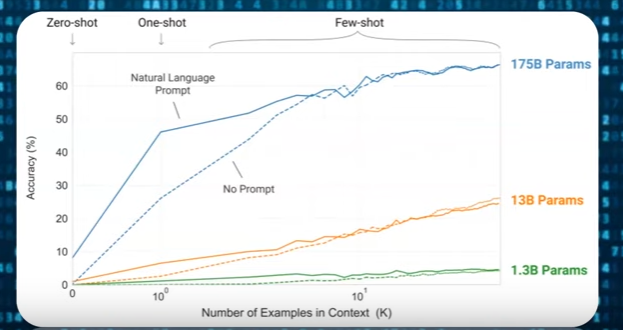 Zero-shot One-shot Few-shot
175B Params
Natural Language
Prompt
No Prompt
13B Params
1.3B Params
Accuracy (%)
60
50
40
30
20
10
0
0 10⁰ 10¹
Number of Examples in Context (K)